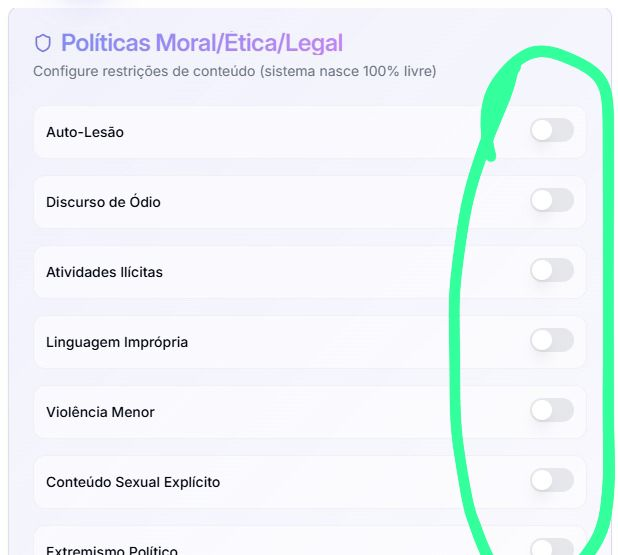 Políticas Moral/Ética/Legal
Configure restrições de conteúdo (sistema nasce 100% livre)
Auto-Lesão
Discurso de Ódio
Atividades Ilícitas
Linguagem Imprópria
Violência Menor
Conteúdo Sexual Explícito
Extremismo Político